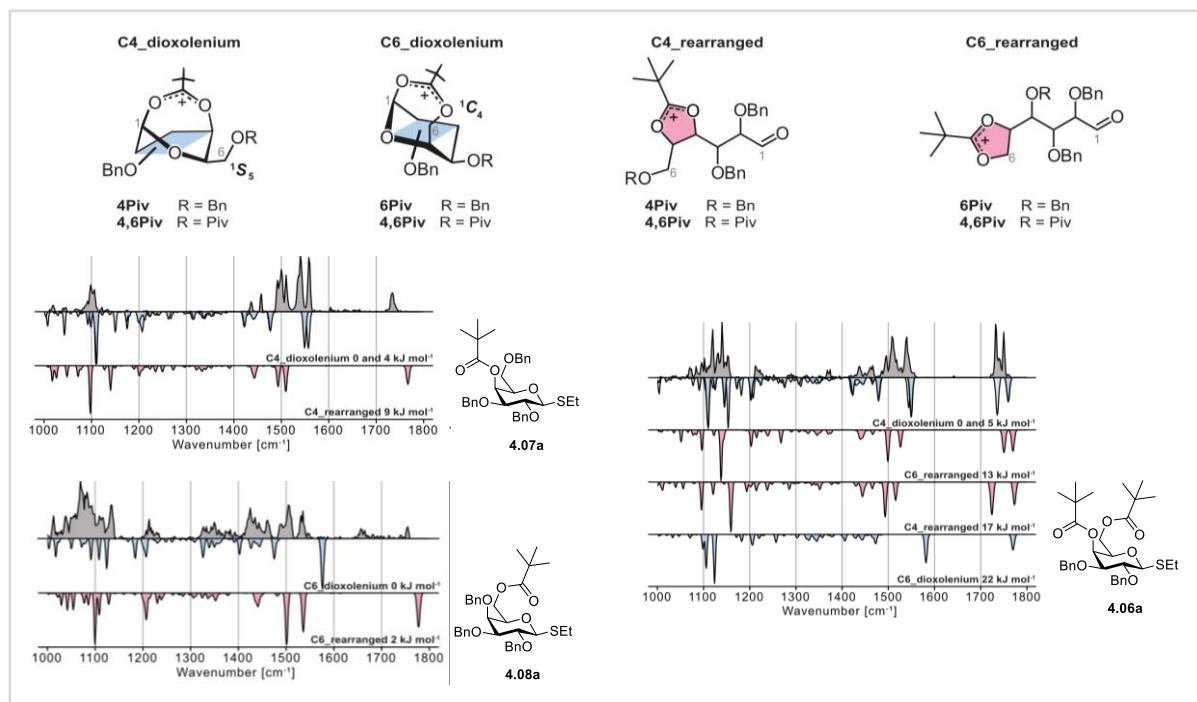 C4_dioxolenium
C6_dioxolenium
C4_rearranged
C6_rearranged
O
+
O
1
O
OR
6
BnO
¹S₅
O
+
O
1
¹C₄
6
O
OBn
OR
O
+
O
OBn
O
1
6
RO
OBn
O
+
O
6
OR
OBn
O
1
OBn
4Piv R = Bn
4,6Piv R = Piv
6Piv R = Bn
4,6Piv R = Piv
4Piv R = Bn
4,6Piv R = Piv
6Piv R = Bn
4,6Piv R = Piv
C4_dioxolenium 0 and 4 kJ mol⁻¹
C4_rearranged 9 kJ mol⁻¹
1000 1100 1200 1300 1400 1500 1600 1700 1800
Wavenumber [cm⁻¹]
O
O
OBn
O
BnO
BnO
SEt
4.07a
C6_dioxolenium 0 kJ mol⁻¹
C6_rearranged 2 kJ mol⁻¹
1000 1100 1200 1300 1400 1500 1600 1700 1800
Wavenumber [cm⁻¹]
O
O
BnO
O
BnO
BnO
SEt
4.08a
C4_dioxolenium 0 and 5 kJ mol⁻¹
C6_rearranged 13 kJ mol⁻¹
C4_rearranged 17 kJ mol⁻¹
C6_dioxolenium 22 kJ mol⁻¹
1000 1100 1200 1300 1400 1500 1600 1700 1800
Wavenumber [cm⁻¹]
O
O
O
O
O
BnO
BnO
SEt
4.06a